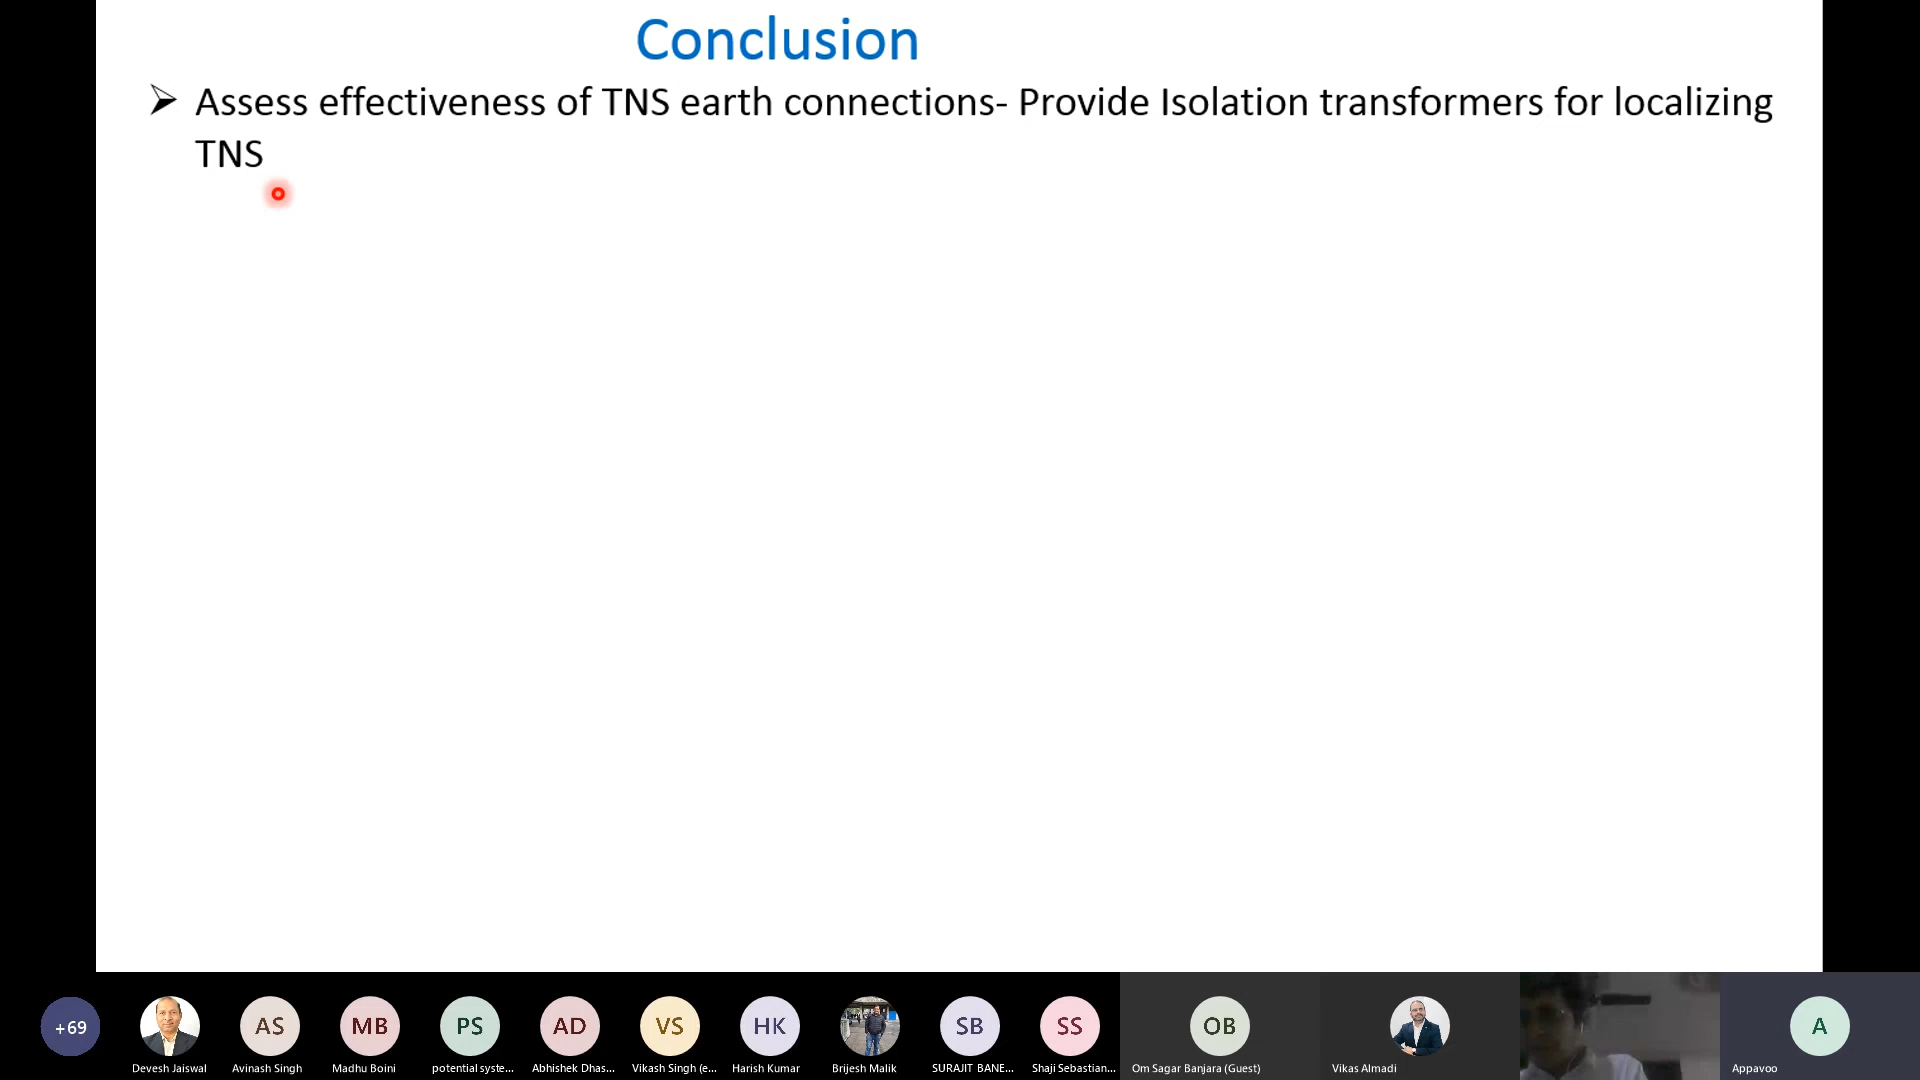 Conclusion
➢ Assess effectiveness of TNS earth connections- Provide Isolation transformers for localizing
TNS
+69
AS
MB
PS
AD
VS
HK
SB
SS
OB
A
Devesh Jaiswal
Avinash Singh
Madhu Boini
potential syste...
Abhishek Dhas...
Vikash Singh (e...
Harish Kumar
Brijesh Malik
SURAJIT BANE...
Shaji Sebastian...
Om Sagar Banjara (Guest)
Vikas Almadi
Appavoo